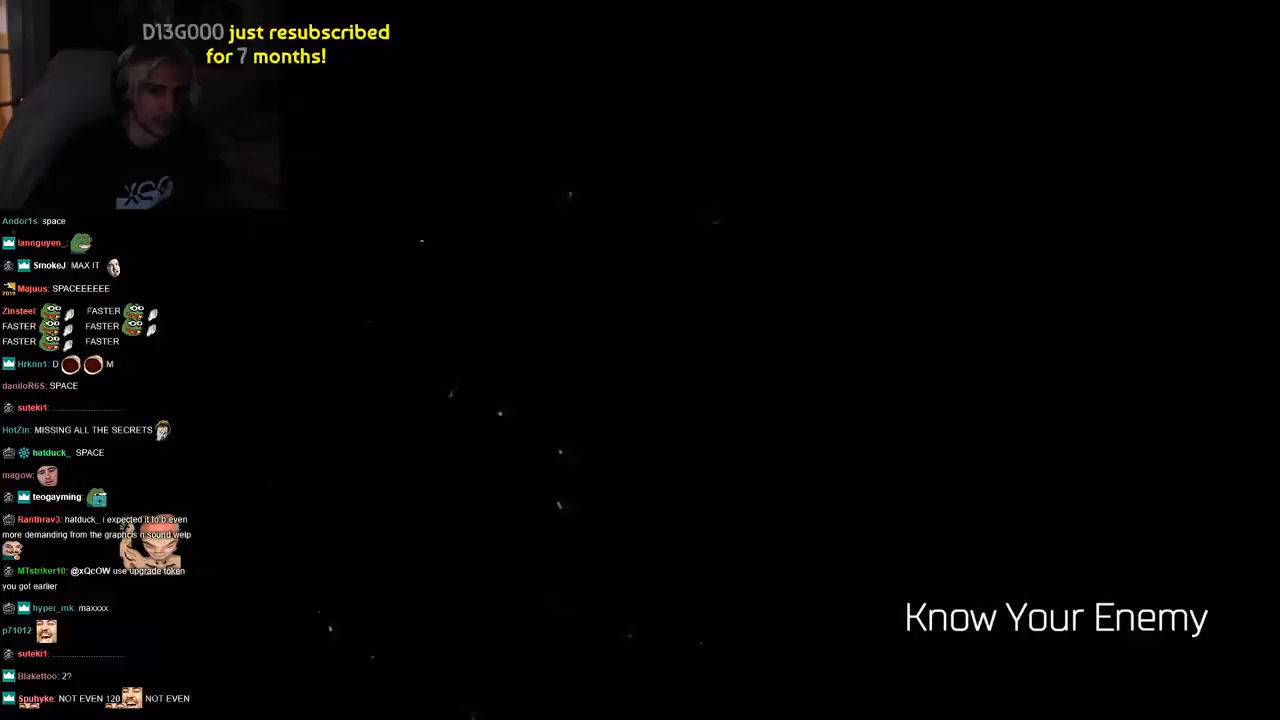 D13G000 just resubscribed
for 7 months!
Andor1s: space
lannguyen_:
SmokeJ: MAX IT
Majuus: SPACEEEEEE
Zinsteel: FASTER
FASTER FASTER
FASTER FASTER
Hrknn1: D M
daniloR6S: SPACE
suteki1: ..............................
HotZin: MISSING ALL THE SECRETS
hatduck_ SPACE
magow:
teogayming:
Ranthrav3: hatduck_ i expected it to b even
more demanding from the graphcis n sound welp
MTstriker10: @xQcOW use upgrade token
you got earlier
hyper_mk: maxxxx
p71012
suteki1: ...............................
Blakettoo: 2?
Spuhyke: NOT EVEN 120 NOT EVEN
Know Your Enemy